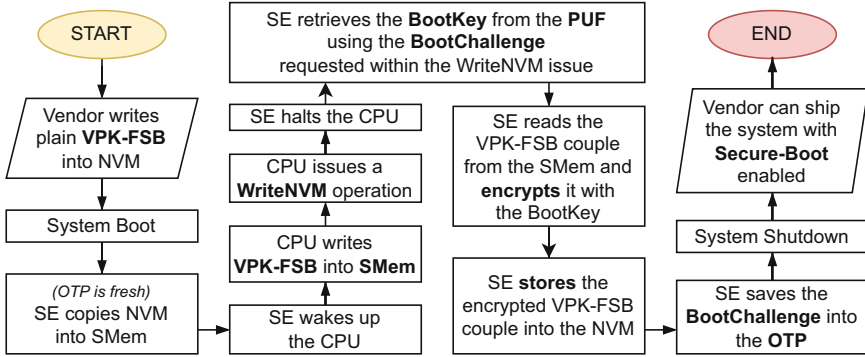 START
Vendor writes
plain VPK-FSB
into NVM
System Boot
(OTP is fresh)
SE copies NVM
into SMem
SE wakes up
the CPU
CPU writes
VPK-FSB into SMem
CPU issues a
WriteNVM operation
SE halts the CPU
SE retrieves the BootKey from the PUF
using the BootChallenge
requested within the WriteNVM issue
SE reads the
VPK-FSB couple
from the SMem and
encrypts it with
the BootKey
SE stores the
encrypted VPK-FSB
couple into the NVM
SE saves the
BootChallenge into
the OTP
System Shutdown
Vendor can ship
the system with
Secure-Boot
enabled
END